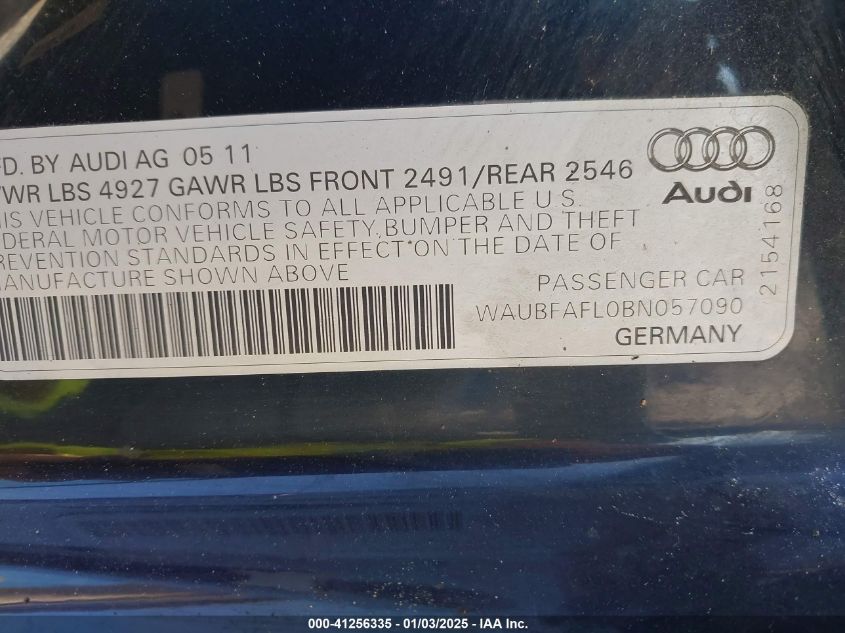 D. BY AUDI AG 05 11
WR LBS 4927 GAWR LBS FRONT 2491/REAR 2546
IS VEHICLE CONFORMS TO ALL APPLICABLE U.S.
DERAL MOTOR VEHICLE SAFETY,BUMPER AND THEFT
REVENTION STANDARDS IN EFFECT ON THE DATE OF
ANUFACTURE SHOWN ABOVE
Audi
2154168
PASSENGER CAR
WAUBFAFL0BN057090
GERMANY
000-41256335 - 01/03/2025 - IAA Inc.